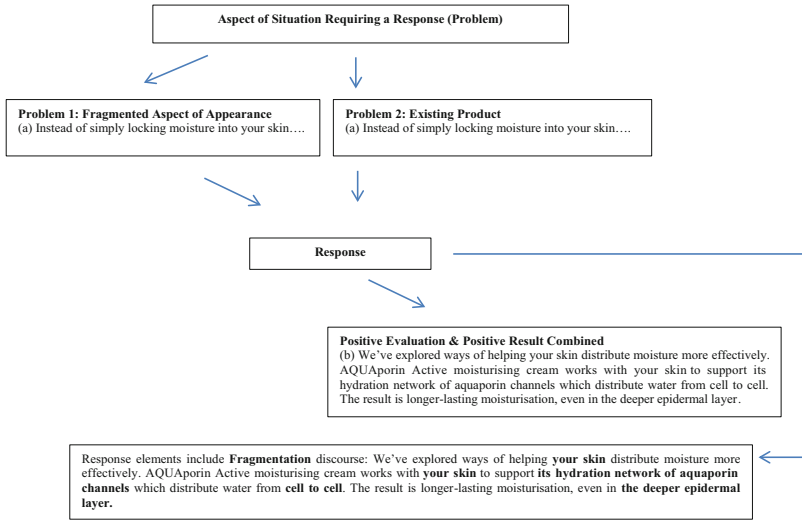 Aspect of Situation Requiring a Response (Problem)
Problem 1: Fragmented Aspect of Appearance
(a) Instead of simply locking moisture into your skin….
Problem 2: Existing Product
(a) Instead of simply locking moisture into your skin….
Response
Positive Evaluation & Positive Result Combined
(b) We’ve explored ways of helping your skin distribute moisture more effectively.
AQUAporin Active moisturising cream works with your skin to support its
hydration network of aquaporin channels which distribute water from cell to cell.
The result is longer-lasting moisturisation, even in the deeper epidermal layer.
Response elements include Fragmentation discourse: We’ve explored ways of helping your skin distribute moisture more
effectively. AQUAporin Active moisturising cream works with your skin to support its hydration network of aquaporin
channels which distribute water from cell to cell. The result is longer-lasting moisturisation, even in the deeper epidermal
layer.